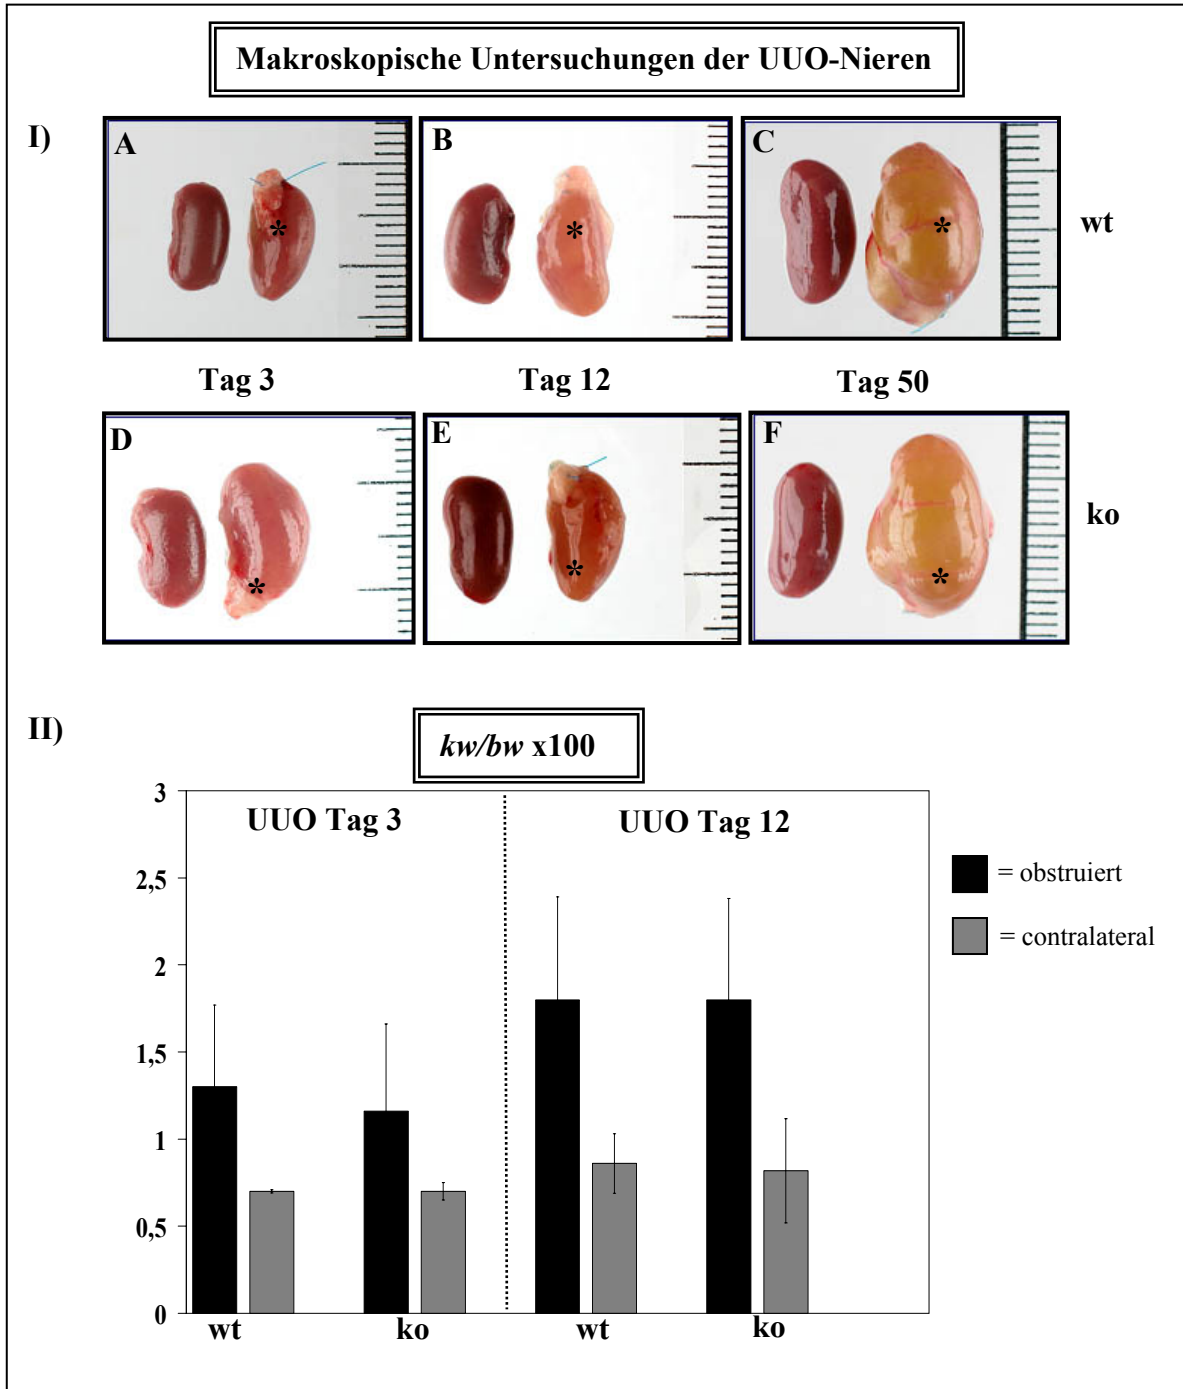 Makroskopische Untersuchungen der UUO-Nieren
I)
A
B
C
*
*
*
wt
Tag 3
Tag 12
Tag 50
D
E
F
*
*
*
ko
II)
kw/bw x100
3
2,5
2
1,5
1
0,5
0
UUO Tag 3
UUO Tag 12
= obstruiert
= contralateral
wt
ko
wt
ko